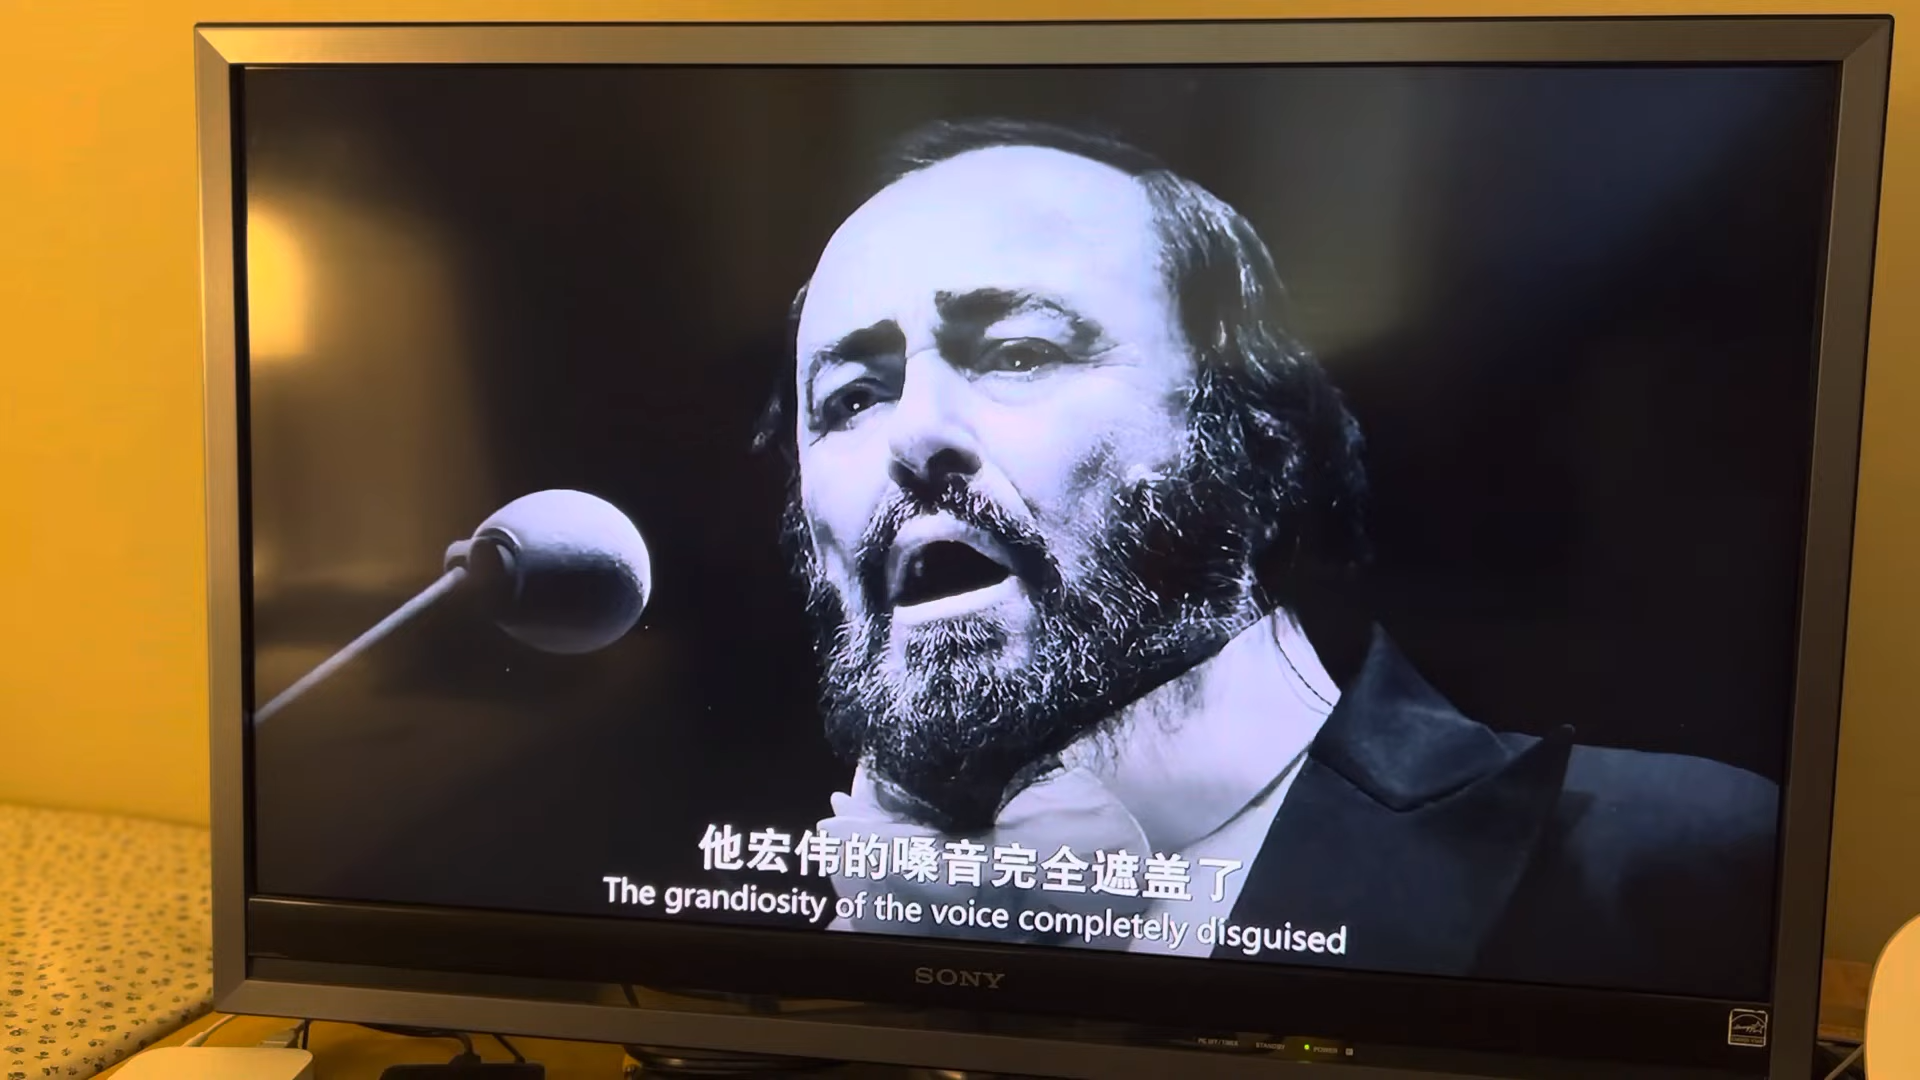 他宏伟的嗓音完全遮盖了
The grandiosity of the voice completely disguised
SONY
STANDBY
POWER